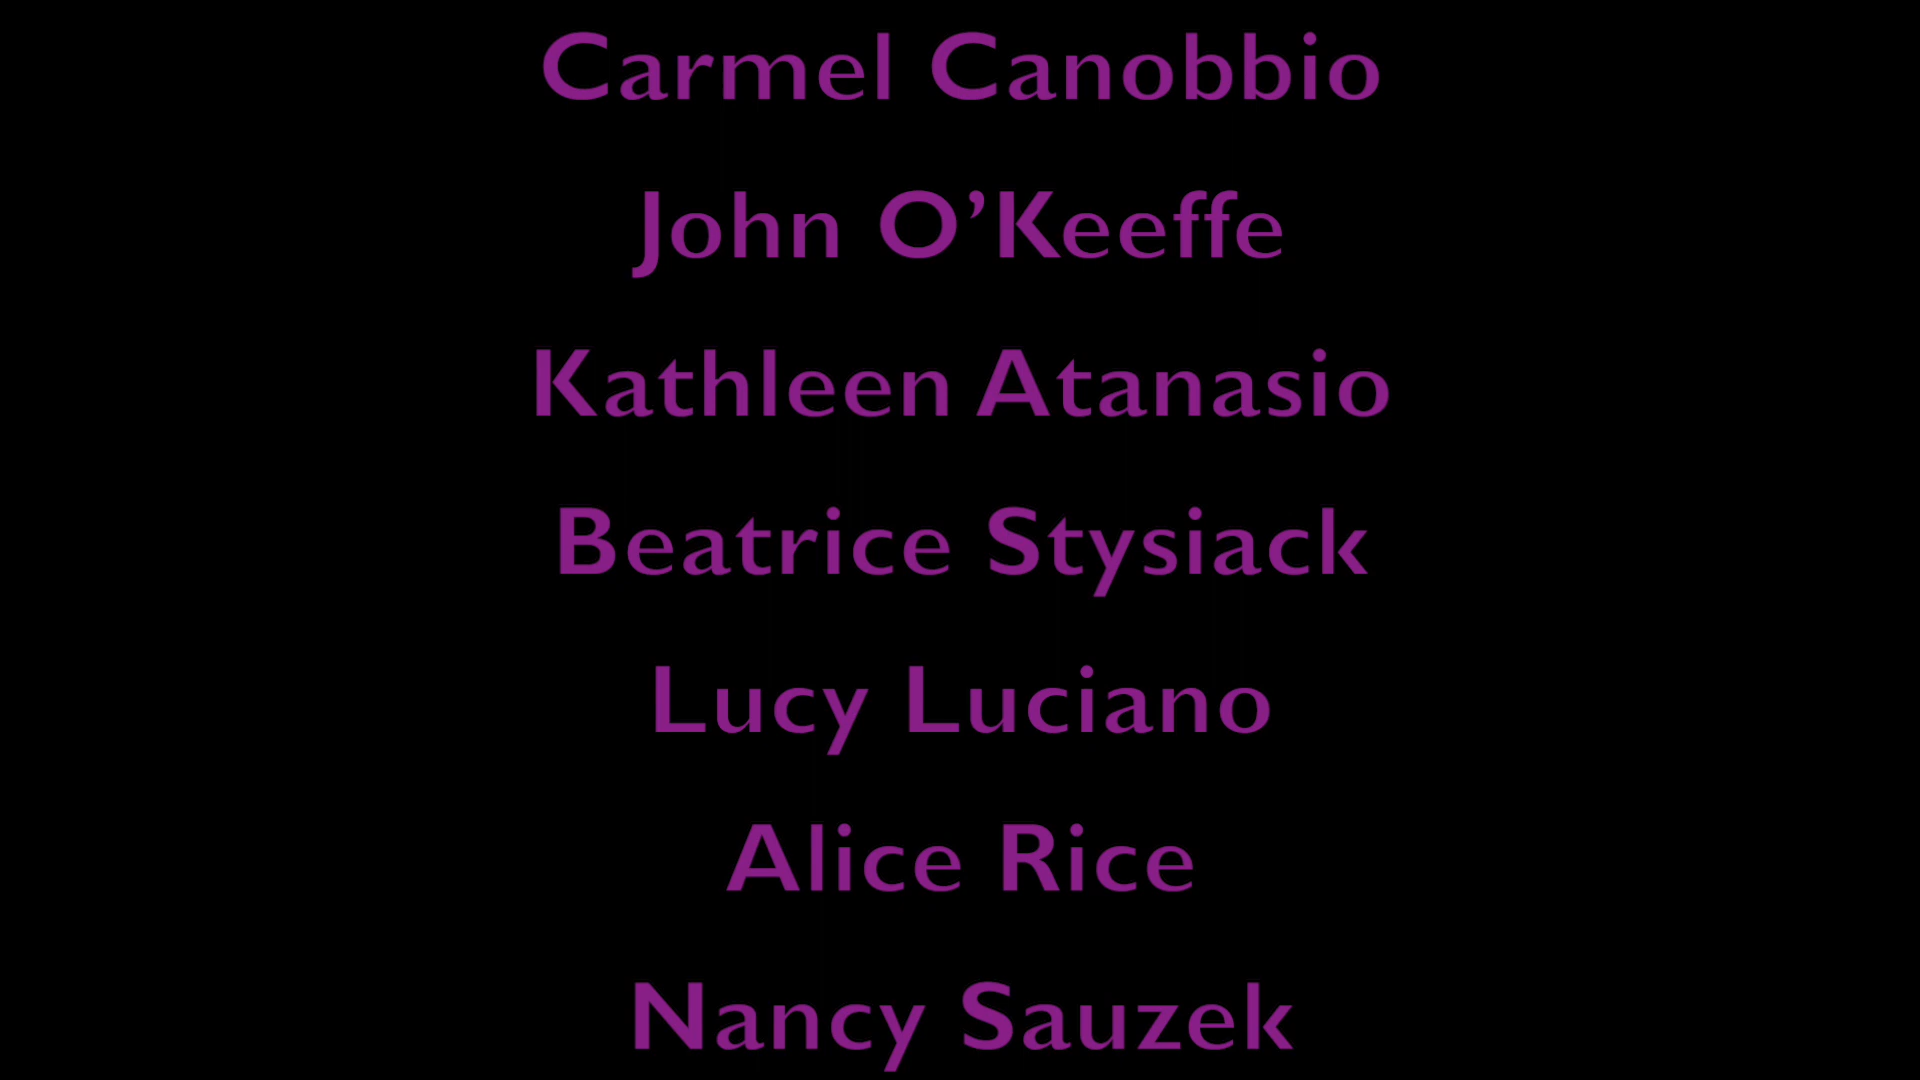 Carmel Canobbio
John O’Keeffe
Kathleen Atanasio
Beatrice Stysiack
Lucy Luciano
Alice Rice
Nancy Sauzek